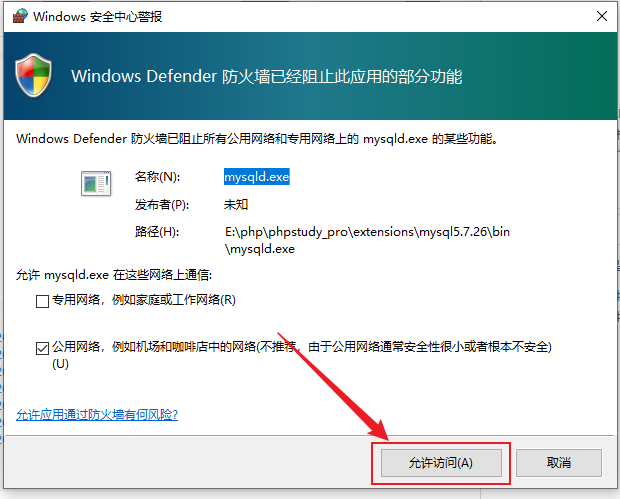 Windows 安全中心警报
Windows Defender 防火墙已经阻止此应用的部分功能
Windows Defender 防火墙已阻止所有公用网络和专用网络上的 mysqld.exe 的某些功能。
名称(N): mysqld.exe
发布者(P): 未知
路径(H): E:\php\phpstudy_pro\extensions\mysql5.7.26\bin
\mysqld.exe
允许 mysqld.exe 在这些网络上通信:
专用网络，例如家庭或工作网络(R)
公用网络，例如机场和咖啡店中的网络(不推荐，由于公用网络通常安全性很小或者根本不安全)
(U)
允许应用通过防火墙有何风险?
允许访问(A) 取消